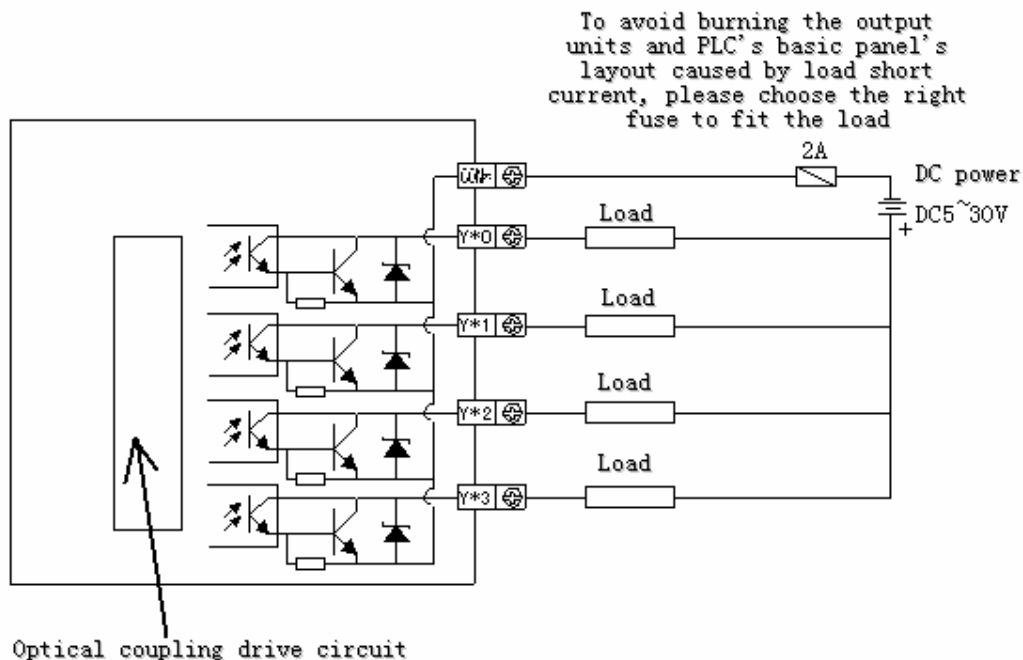 To avoid burning the output
units and PLC's basic panel's
layout caused by load short
current, please choose the right
fuse to fit the load
2A
DC power
DC5~30V
+
Load
Y*0
Load
Y*1
Load
Y*2
Load
Y*3
Optical coupling drive circuit